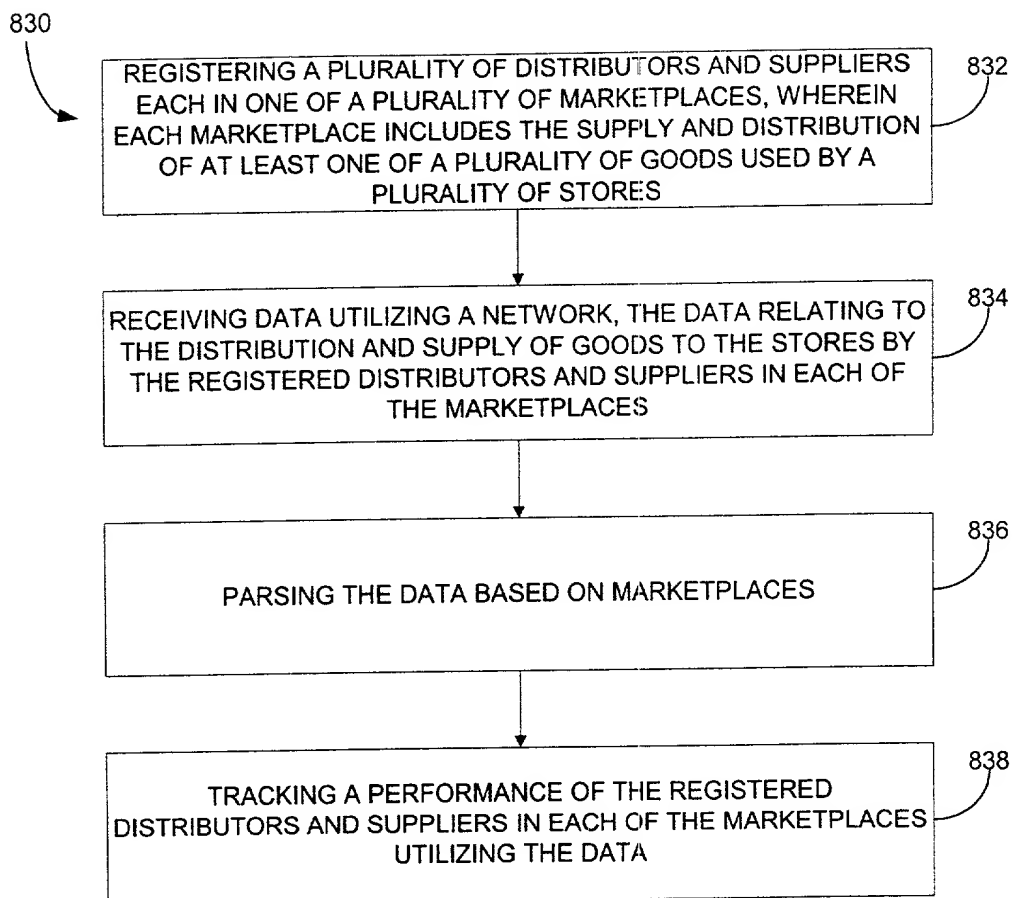 830
REGISTERING A PLURALITY OF DISTRIBUTORS AND SUPPLIERS
EACH IN ONE OF A PLURALITY OF MARKETPLACES, WHEREIN
EACH MARKETPLACE INCLUDES THE SUPPLY AND DISTRIBUTION
OF AT LEAST ONE OF A PLURALITY OF GOODS USED BY A
PLURALITY OF STORES
832
RECEIVING DATA UTILIZING A NETWORK, THE DATA RELATING TO
THE DISTRIBUTION AND SUPPLY OF GOODS TO THE STORES BY
THE REGISTERED DISTRIBUTORS AND SUPPLIERS IN EACH OF
THE MARKETPLACES
834
PARSING THE DATA BASED ON MARKETPLACES
836
TRACKING A PERFORMANCE OF THE REGISTERED
DISTRIBUTORS AND SUPPLIERS IN EACH OF THE MARKETPLACES
UTILIZING THE DATA
838